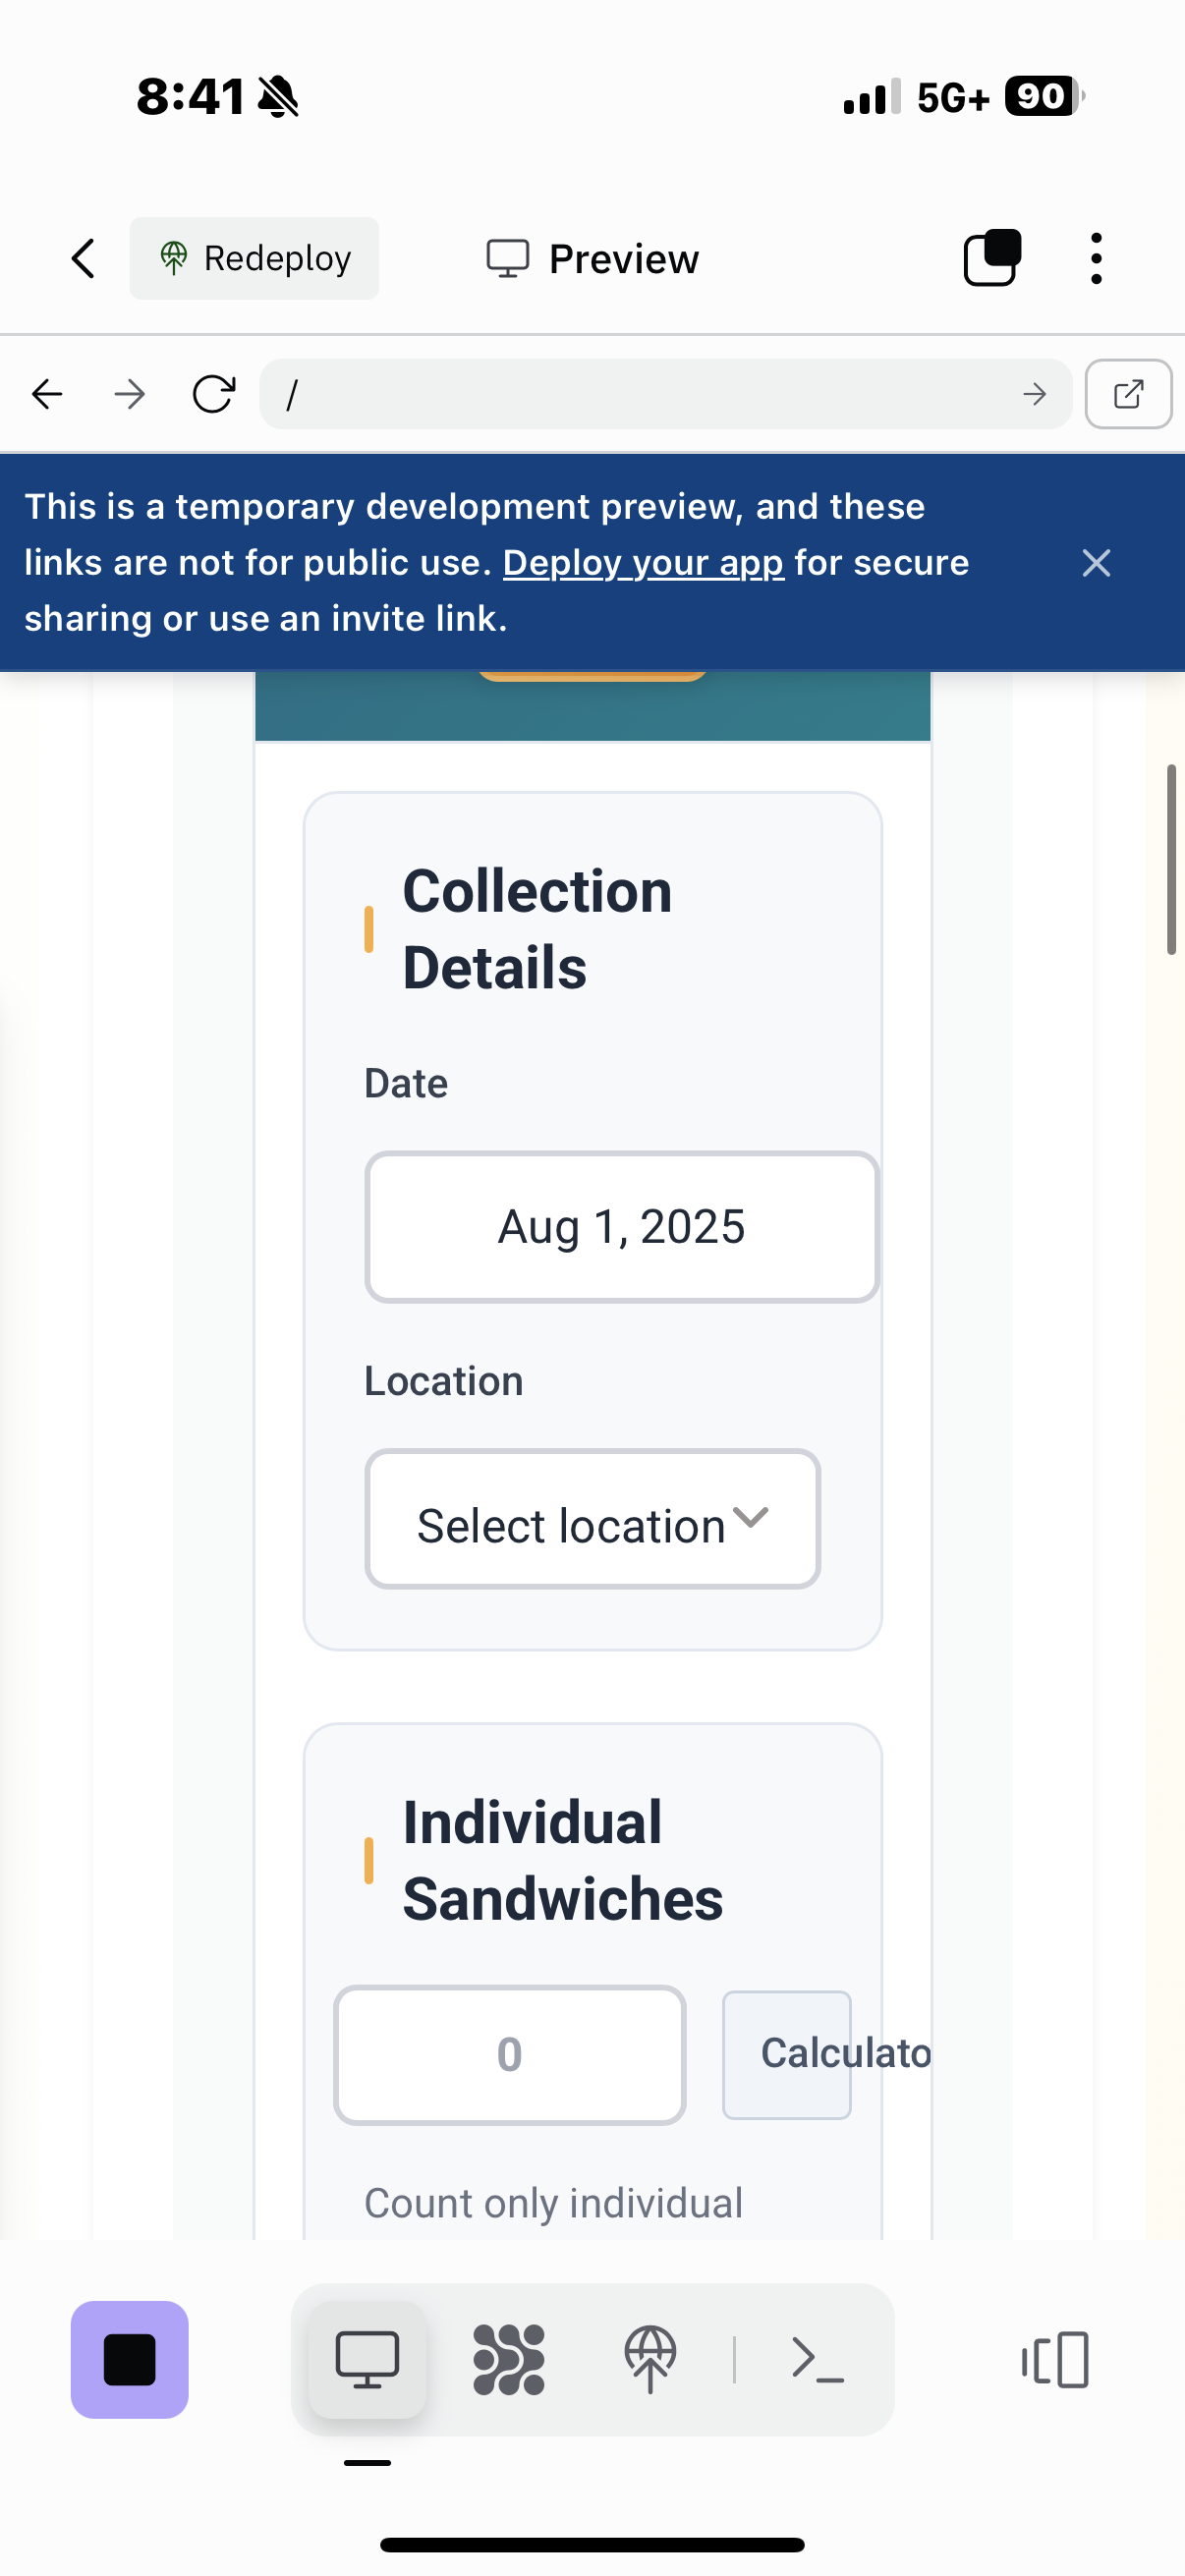 8:41
5G+ 90
Redeploy
Preview
/
This is a temporary development preview, and these
links are not for public use. Deploy your app for secure
sharing or use an invite link.
Collection
Details
Date
Aug 1, 2025
Location
Select location
Individual
Sandwiches
0 Calculato
Count only individual